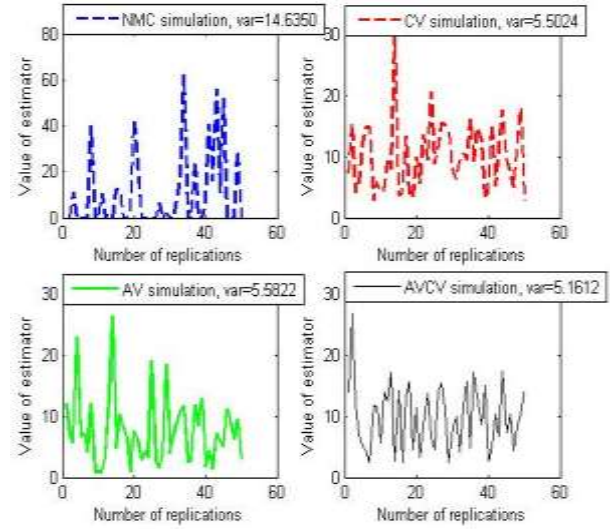 NMC simulation, var=14.6350
Value of estimator
80
60
40
20
0
0
20
40
60
Number of replications
CV simulation, var=5.5024
Value of estimator
30
20
10
0
0
20
40
60
Number of replications
AV simulation, var=5.5822
Value of estimator
30
20
10
0
0
20
40
60
Number of replications
AVCV simulation, var=5.1612
Value of estimator
30
20
10
0
0
20
40
60
Number of replications